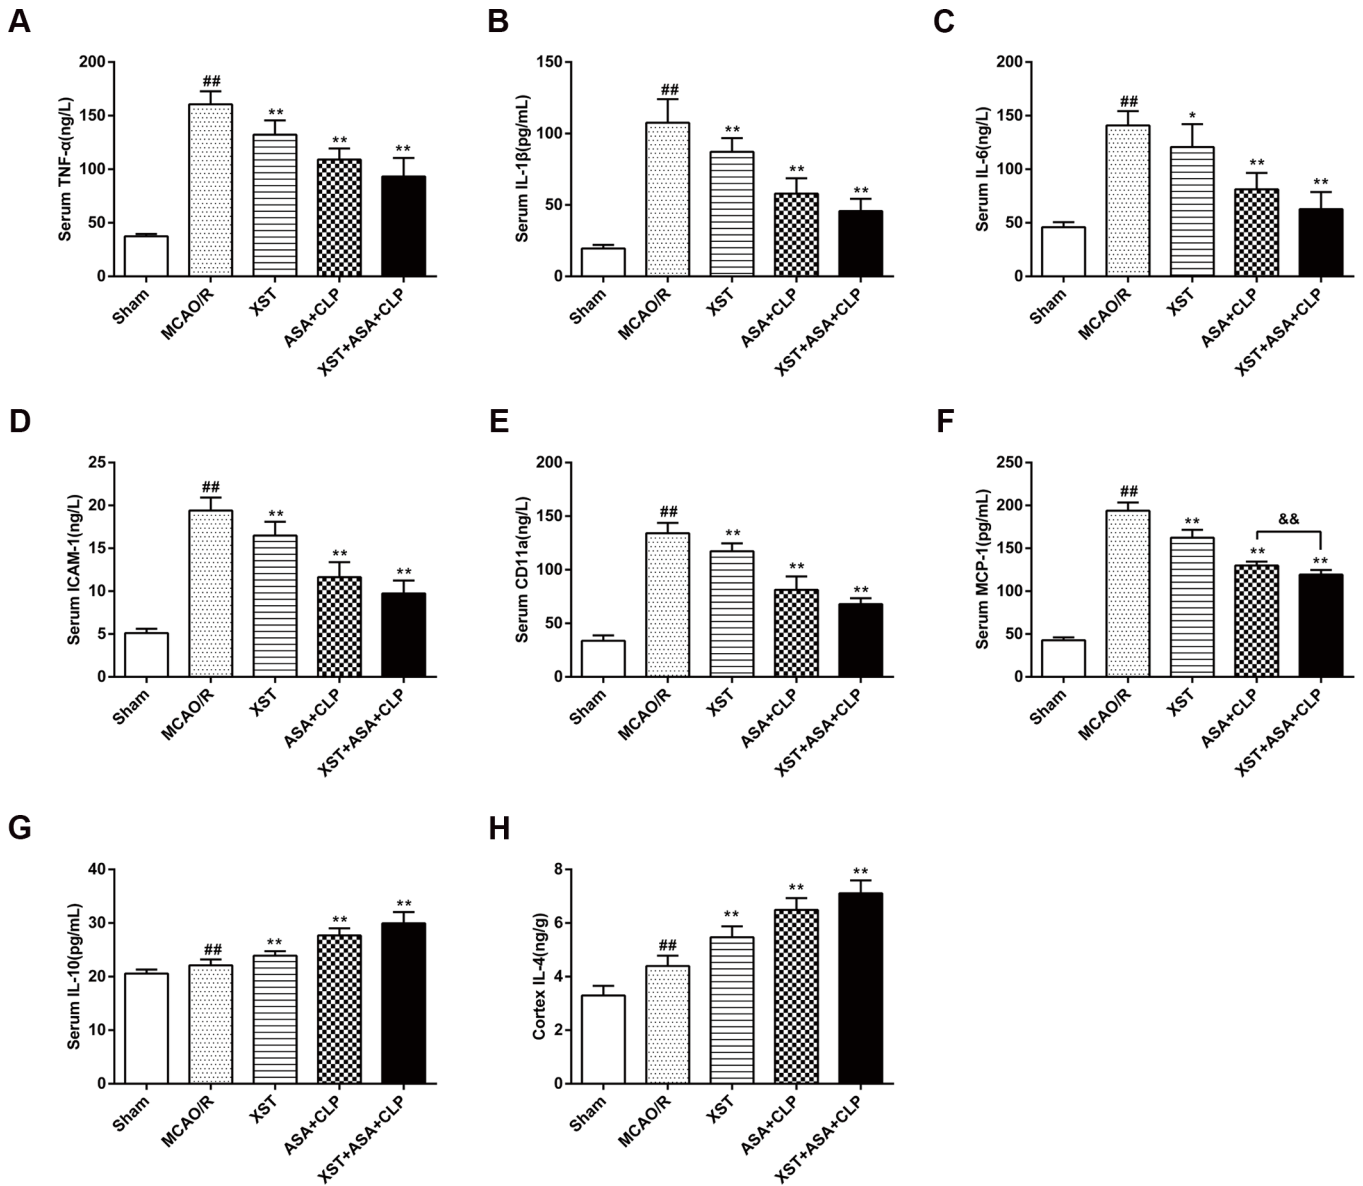 A
Serum TNF-α(ng/L)
200
150
100
50
0
##
**
**
**
Sham
MCAO/R
XST
ASA+CLP
XST+ASA+CLP
B
Serum IL-1β(pg/mL)
150
100
50
0
##
**
**
**
Sham
MCAO/R
XST
ASA+CLP
XST+ASA+CLP
C
Serum IL-6(ng/L)
200
150
100
50
0
##
*
**
**
Sham
MCAO/R
XST
ASA+CLP
XST+ASA+CLP
D
Serum ICAM-1(ng/L)
25
20
15
10
5
0
##
**
**
**
Sham
MCAO/R
XST
ASA+CLP
XST+ASA+CLP
E
Serum CD11a(ng/L)
200
150
100
50
0
##
**
**
**
Sham
MCAO/R
XST
ASA+CLP
XST+ASA+CLP
F
Serum MCP-1(pg/mL)
250
200
150
100
50
0
##
**
&&
**
**
Sham
MCAO/R
XST
ASA+CLP
XST+ASA+CLP
G
Serum IL-10(pg/mL)
40
30
20
10
0
##
**
**
**
Sham
MCAO/R
XST
ASA+CLP
XST+ASA+CLP
H
Cortex IL-4(ng/g)
8
6
4
2
0
##
**
**
**
Sham
MCAO/R
XST
ASA+CLP
XST+ASA+CLP